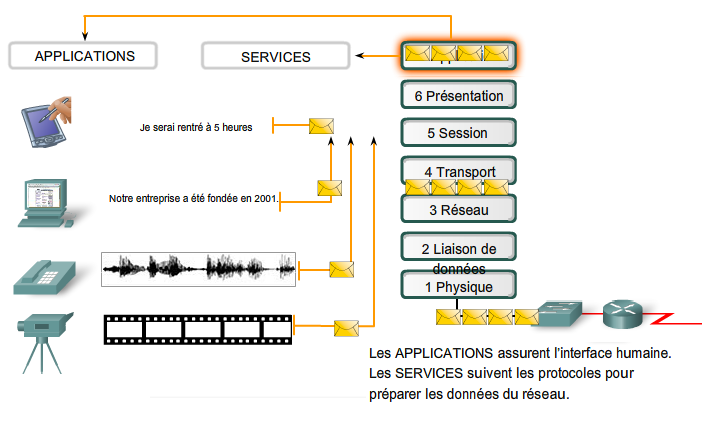 APPLICATIONS
SERVICES
6 Présentation
Je serai rentré à 5 heures
5 Session
4 Transport
Notre entreprise a été fondée en 2001.
3 Réseau
2 Liaison de
données
1 Physique
Les APPLICATIONS assurent l'interface humaine.
Les SERVICES suivent les protocoles pour
préparer les données du réseau.